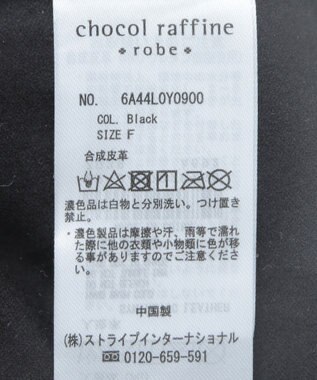 chocol raffine
robe
NO. 6A44L0Y0900
COL. Black
SIZE F
合成皮革
濃色品は白物と分別洗い。つけ置き
禁止。
・濃色製品は摩擦や汗、雨等で濡れ
た際に他の衣類や小物類に色が移
る事がありますのでご注意くださ
い。
中国製
(株)ストライプインターナショナル
0120-659-591